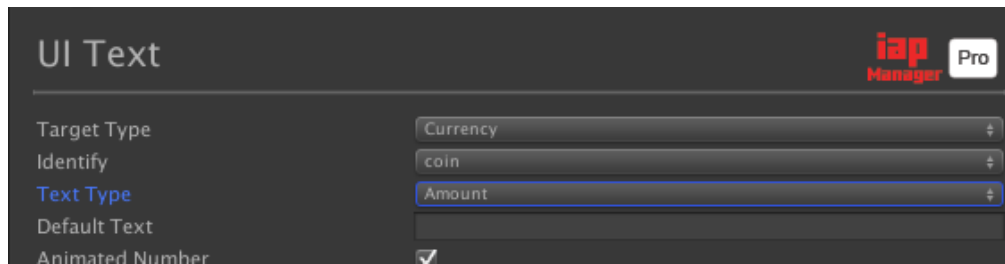 UI Text
iap Manager Pro
Target Type Currency
Identify coin
Text Type Amount
Default Text
Animated Number